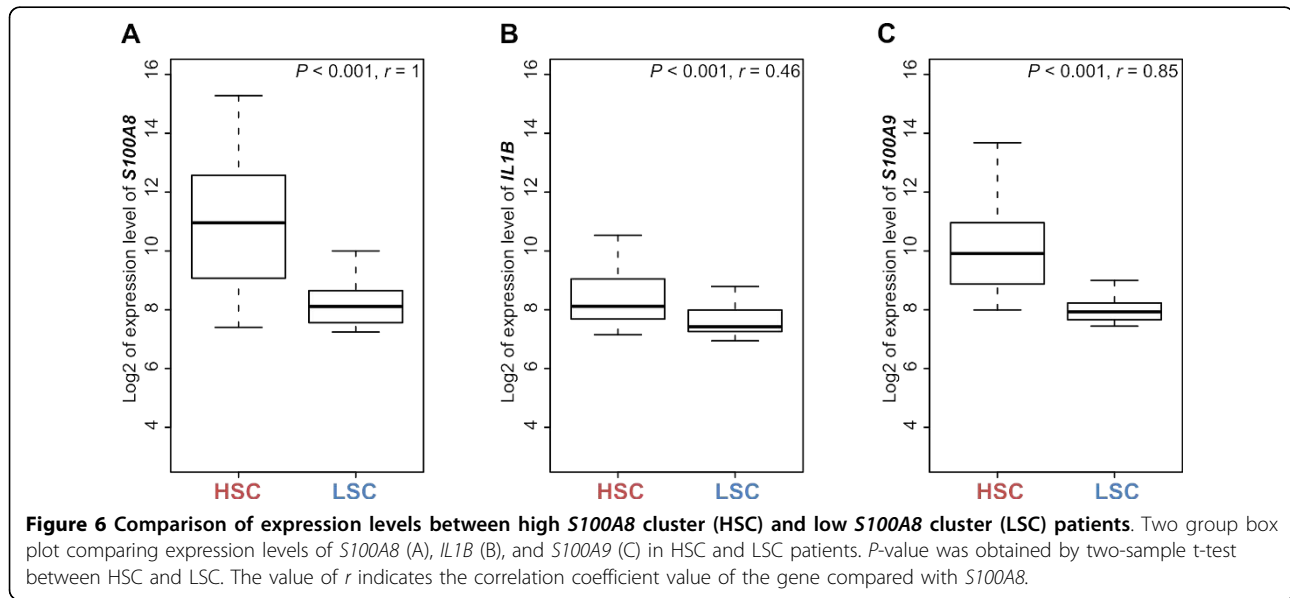 A
P < 0.001, r = 1
Log2 of expression level of S100A8
16
14
12
10
8
6
4
HSC LSC
B
P < 0.001, r = 0.46
Log2 of expression level of IL1B
16
14
12
10
8
6
4
HSC LSC
C
P < 0.001, r = 0.85
Log2 of expression level of S100A9
16
14
12
10
8
6
4
HSC LSC
Figure 6 Comparison of expression levels between high S100A8 cluster (HSC) and low S100A8 cluster (LSC) patients. Two group box
plot comparing expression levels of S100A8 (A), IL1B (B), and S100A9 (C) in HSC and LSC patients. P-value was obtained by two-sample t-test
between HSC and LSC. The value of r indicates the correlation coefficient value of the gene compared with S100A8.